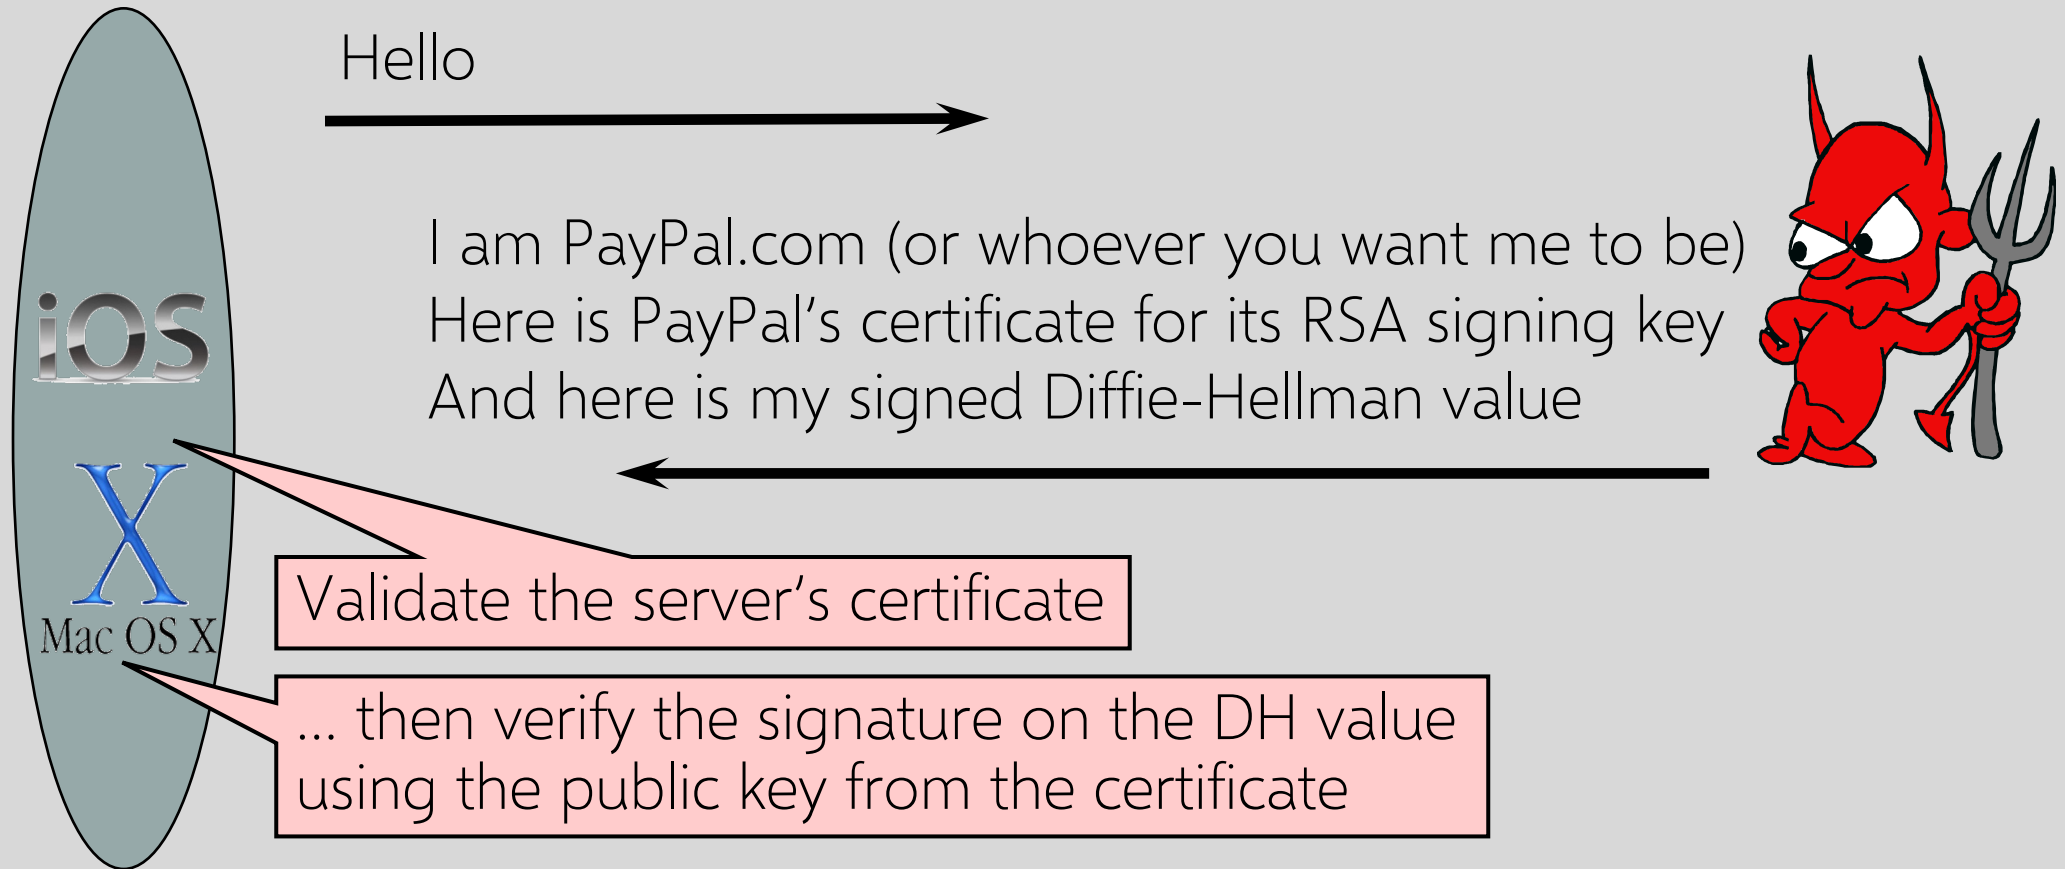 Hello
I am PayPal.com (or whoever you want me to be)
Here is PayPal's certificate for its RSA signing key
And here is my signed Diffie-Hellman value
iOS
X
Mac OS X
Validate the server's certificate
... then verify the signature on the DH value
using the public key from the certificate